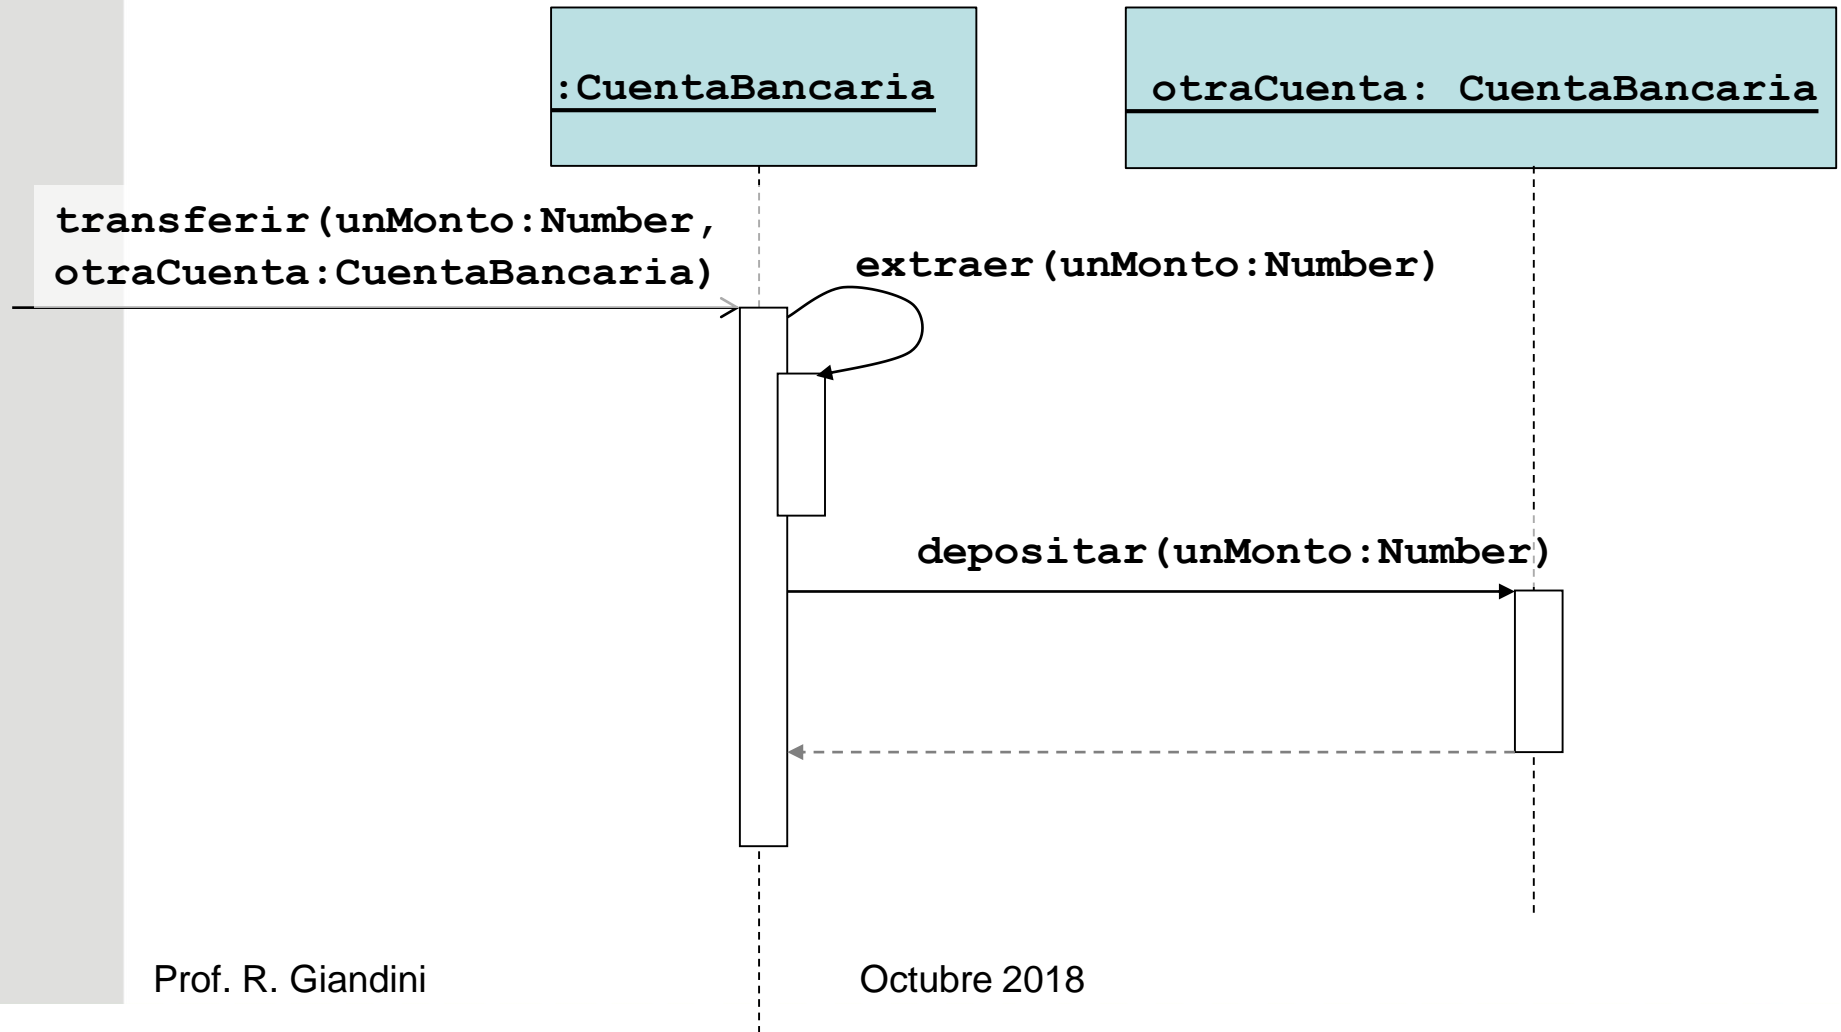 :CuentaBancaria
otraCuenta: CuentaBancaria
transferir(unMonto:Number,
otraCuenta:CuentaBancaria)
extraer(unMonto:Number)
depositar(unMonto:Number)
Prof. R. Giandini
Octubre 2018